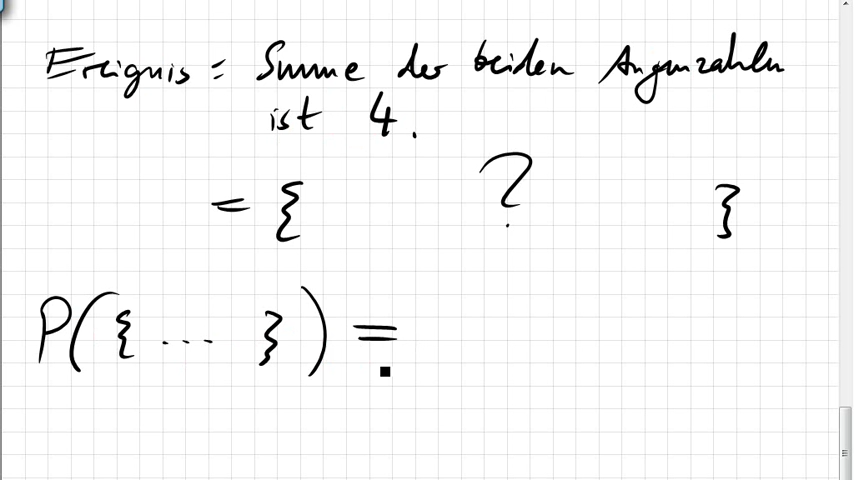 Ereignis = Summe der beiden Augenzahlen
ist 4.
= { ? }
P({ ... }) =